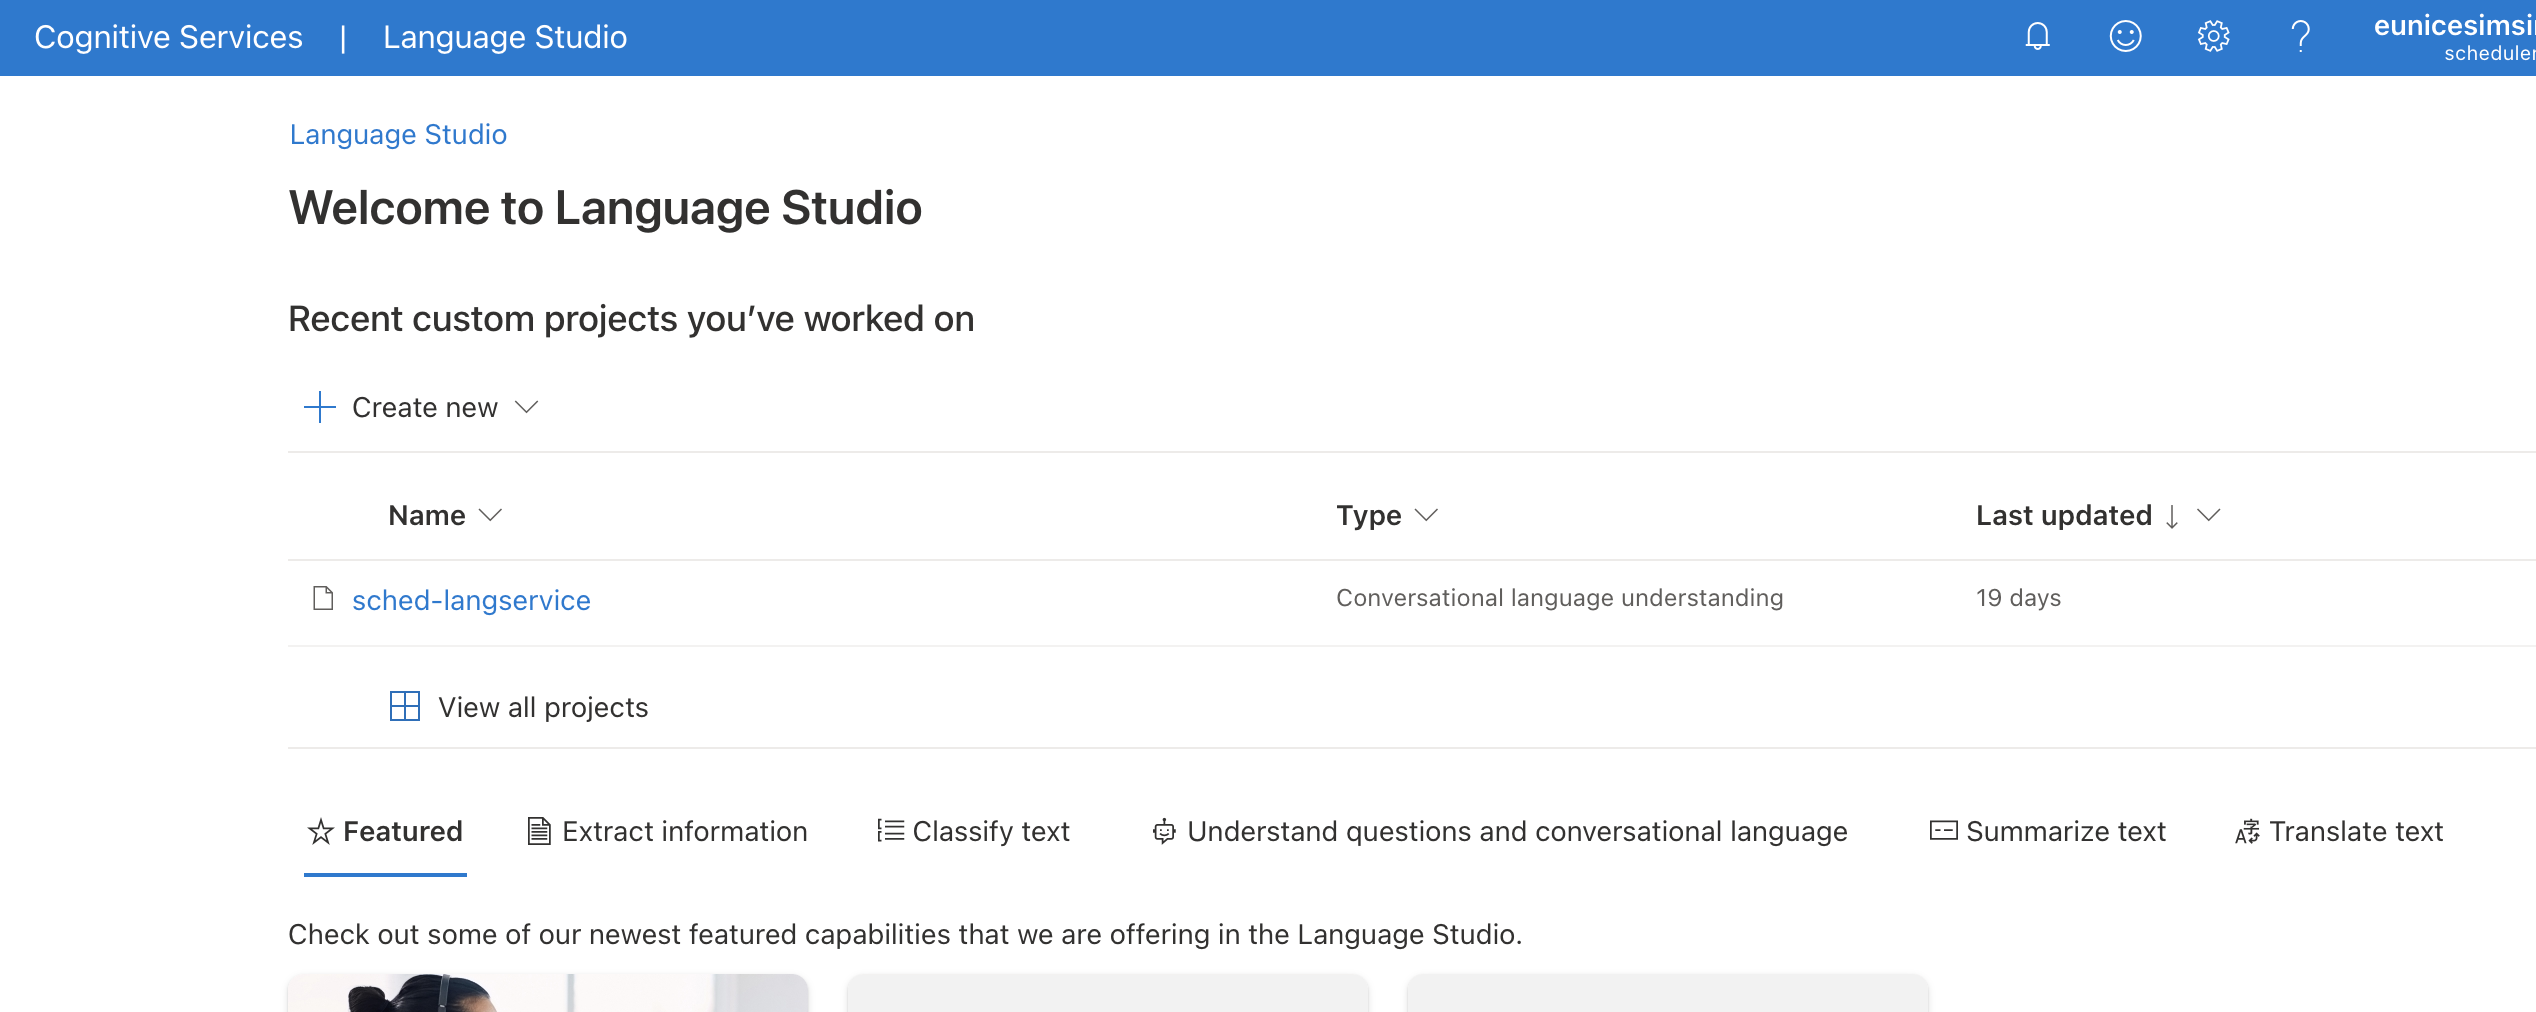 Cognitive Services | Language Studio
eunicesimsi
scheduler
Language Studio
Welcome to Language Studio
Recent custom projects you've worked on
Create new
Name Type Last updated
sched-langservice Conversational language understanding 19 days
View all projects
Featured Extract information Classify text Understand questions and conversational language Summarize text Translate text
Check out some of our newest featured capabilities that we are offering in the Language Studio.